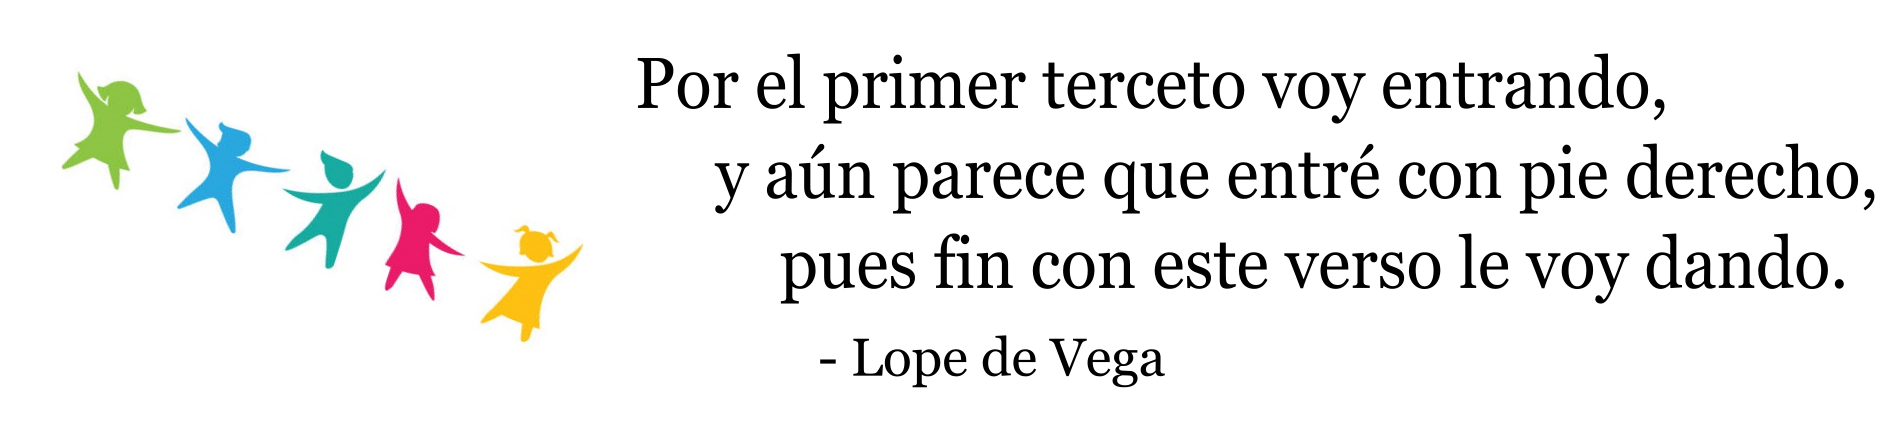 Por el primer terceto voy entrando,
y aún parece que entré con pie derecho,
pues fin con este verso le voy dando.
- Lope de Vega